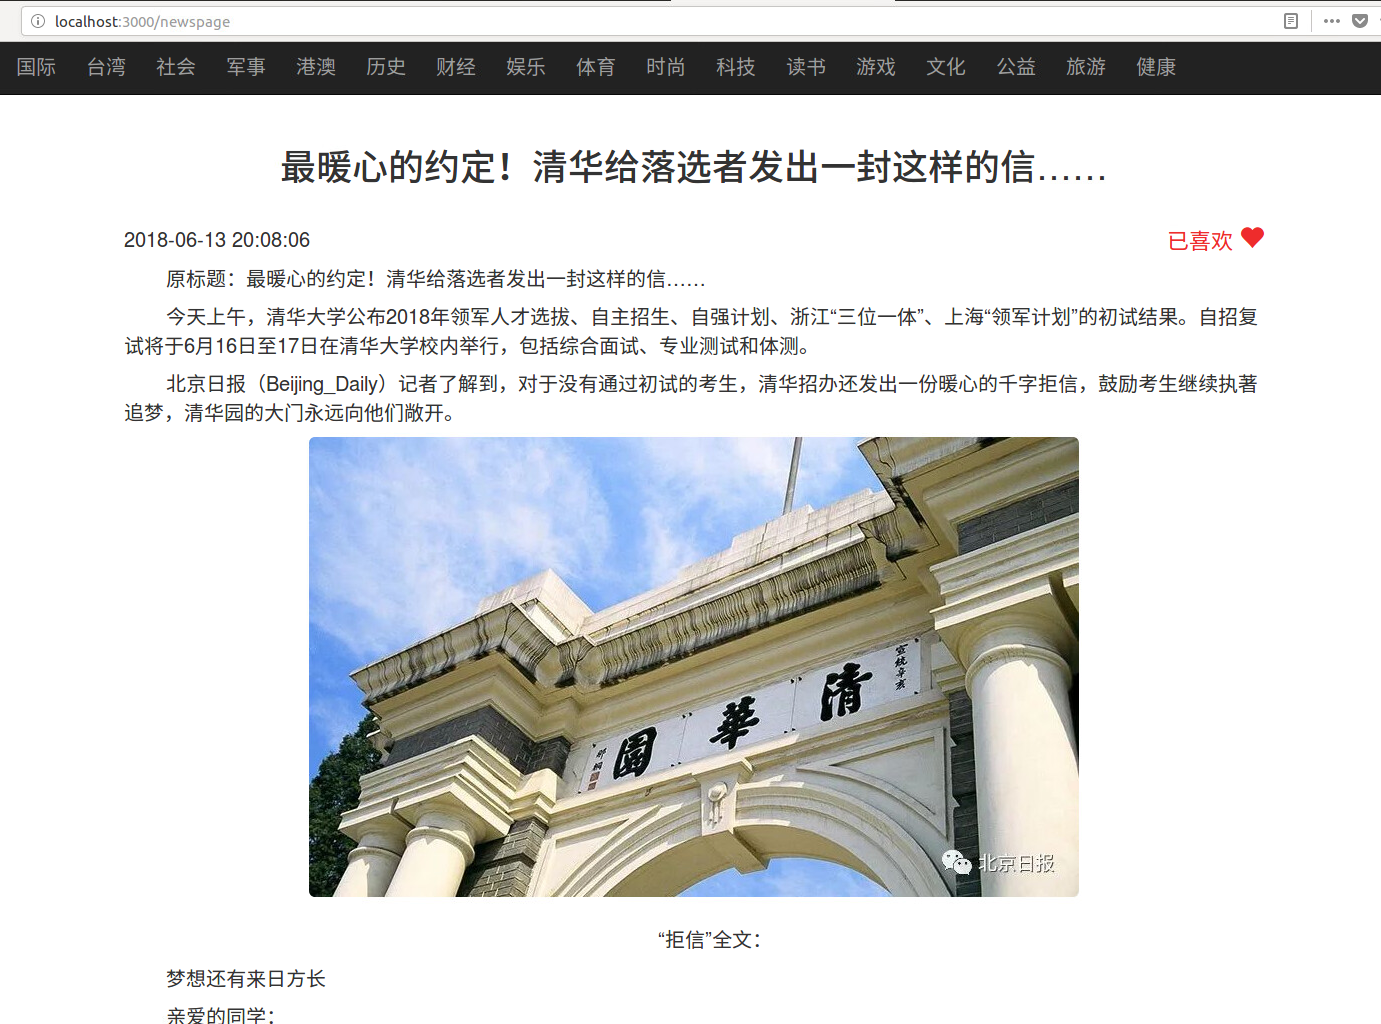 localhost:3000/newspage
国际 台湾 社会 军事 港澳 历史 财经 娱乐 体育 时尚 科技 读书 游戏 文化 公益 旅游 健康
最暖心的约定！清华给落选者发出一封这样的信……
2018-06-13 20:08:06 已喜欢
原标题：最暖心的约定！清华给落选者发出一封这样的信……
今天上午，清华大学公布2018年领军人才选拔、自主招生、自强计划、浙江“三位一体”、上海“领军计划”的初试结果。自招复
试将于6月16日至17日在清华大学校内举行，包括综合面试、专业测试和体测。
北京日报（Beijing_Daily）记者了解到，对于没有通过初试的考生，清华招办还发出一份暖心的千字拒信，鼓励考生继续执著
追梦，清华园的大门永远向他们敞开。
宣统辛亥
清華園
那桐
北京日报
“拒信”全文：
梦想还有来日方长
亲爱的同学：